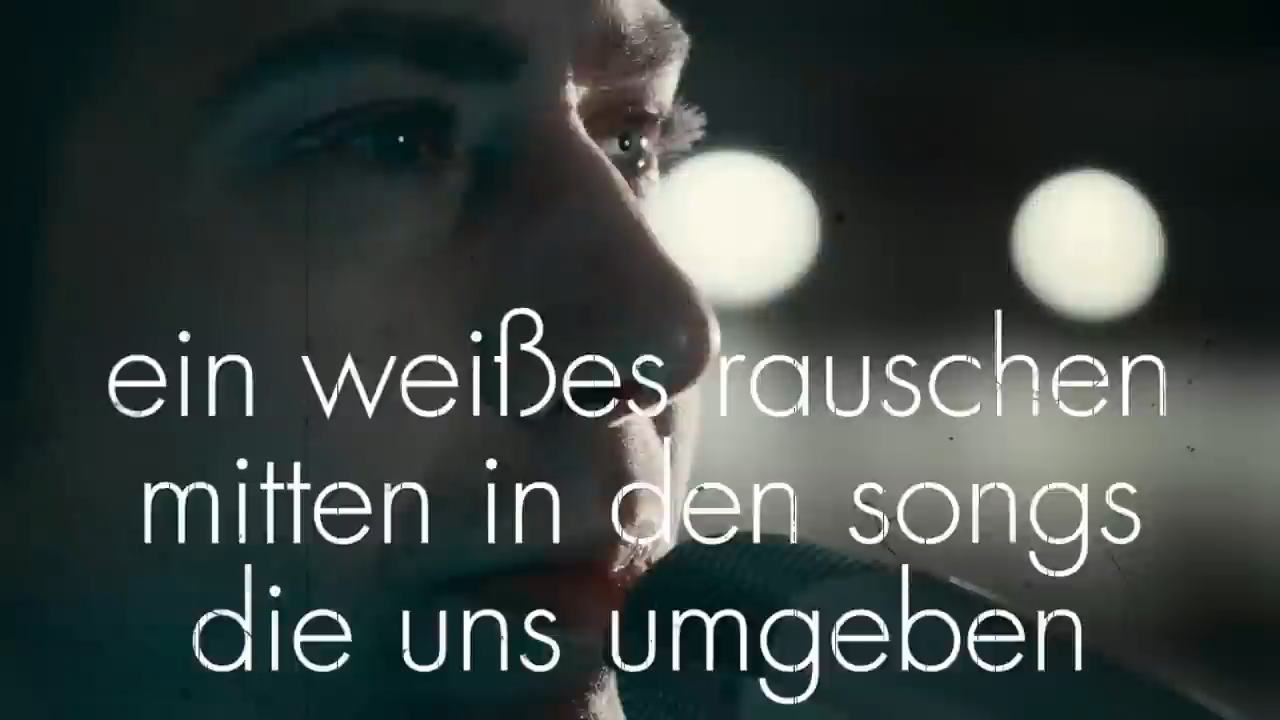 ein weißes rauschen
mitten in den songs
die uns umgeben